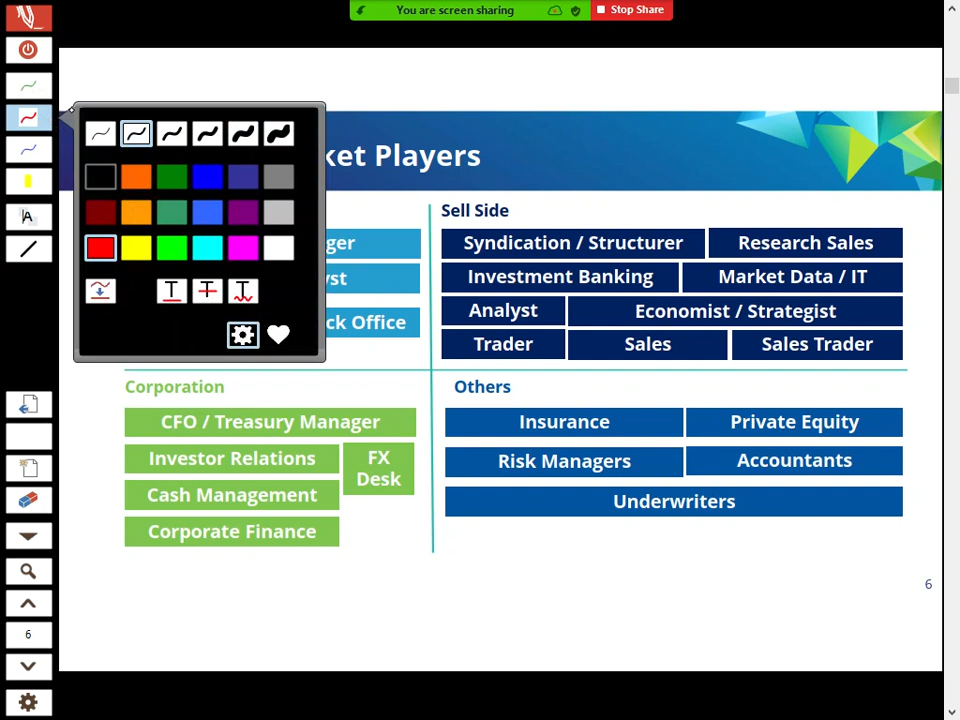 You are screen sharing
Stop Share
ket Players
Sell Side
ger
Syndication / Structurer
Research Sales
st
Investment Banking
Market Data / IT
ck Office
Analyst
Economist / Strategist
Trader
Sales
Sales Trader
Corporation
CFO / Treasury Manager
Investor Relations
FX
Desk
Cash Management
Corporate Finance
Others
Insurance
Private Equity
Risk Managers
Accountants
Underwriters
6
A
T
T
T
6